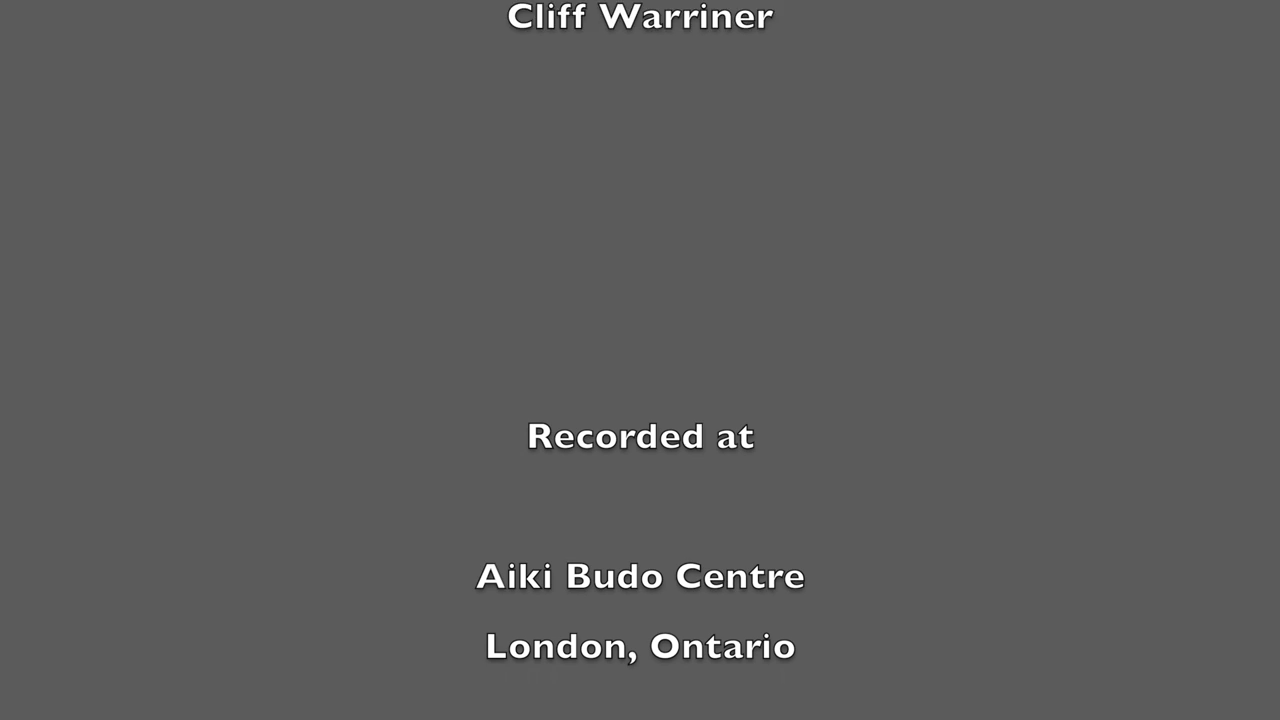 Cliff Warriner
Recorded at
Aiki Budo Centre
London, Ontario